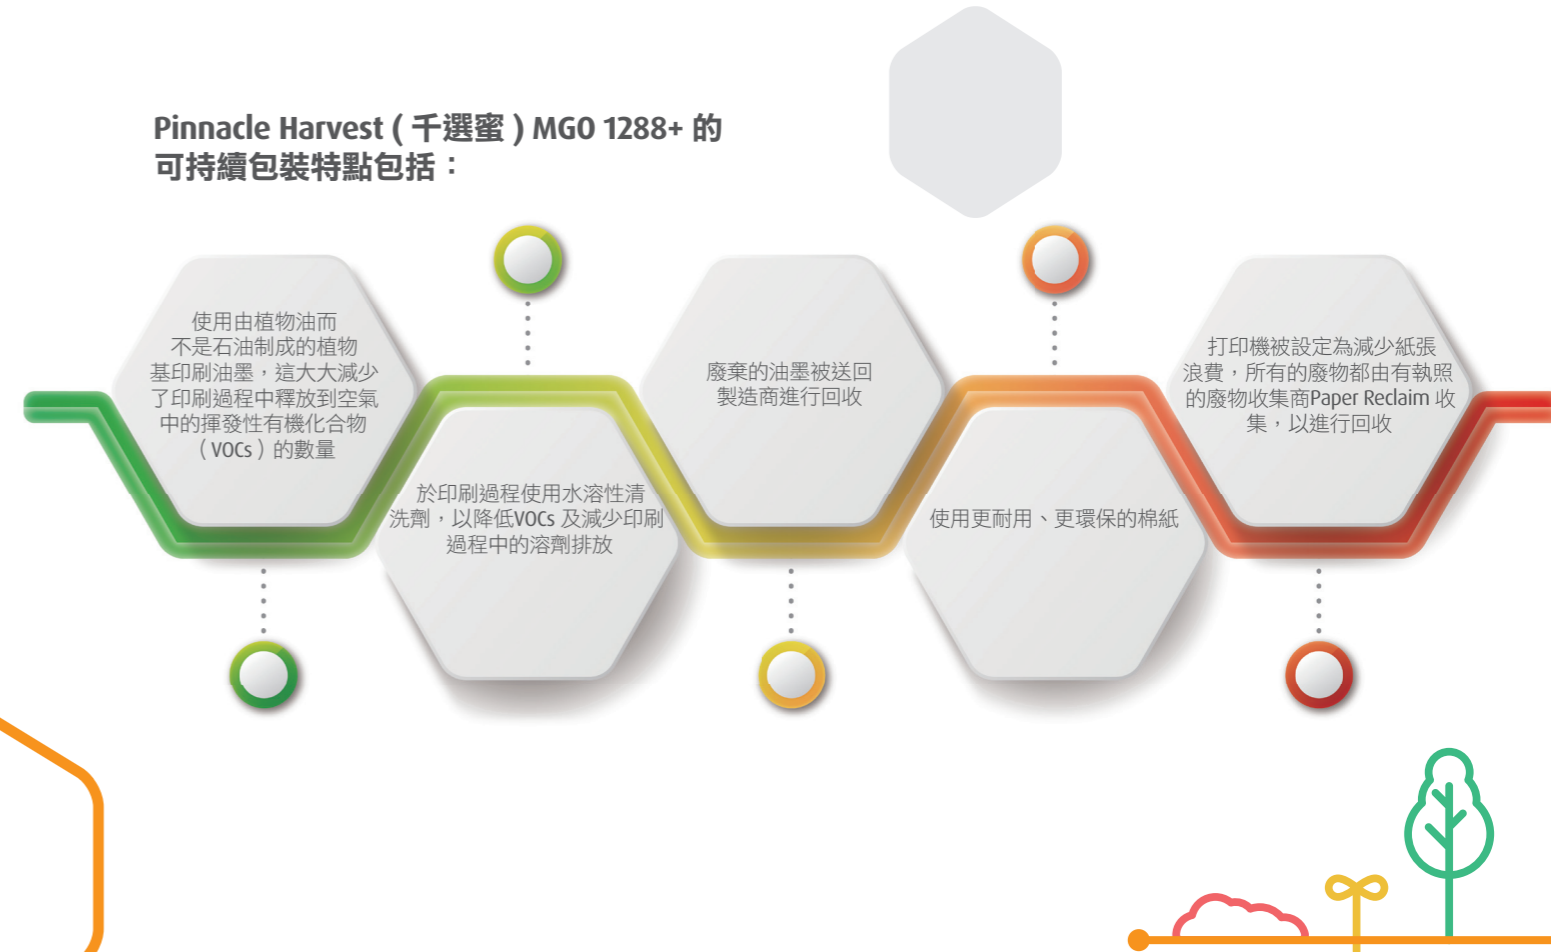 Pinnacle Harvest ( 千選蜜 ) MGO 1288+ 的
可持續包裝特點包括：
使用由植物油而
不是石油制成的植物
基印刷油墨，這大大減少
了印刷過程中釋放到空氣
中的揮發性有機化合物
（VOCs）的數量
於印刷過程使用水溶性清
洗劑，以降低VOCs 及減少印刷
過程中的溶劑排放
廢棄的油墨被送回
製造商進行回收
使用更耐用、更環保的棉紙
打印機被設定為減少紙張
浪費，所有的廢物都由有執照
的廢物收集商Paper Reclaim 收
集，以進行回收